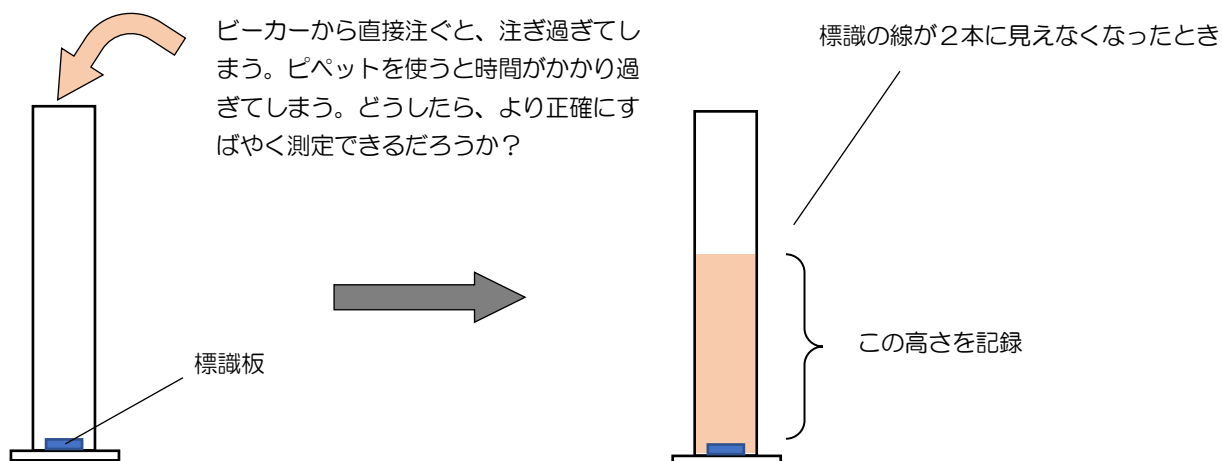 ビーカーから直接注ぐと、注ぎ過ぎてし
まう。ピペットを使うと時間がかかり過
ぎてしまう。どうしたら、より正確にす
ばやく測定できるだろうか？
標識板
標識の線が２本に見えなくなったとき
この高さを記録